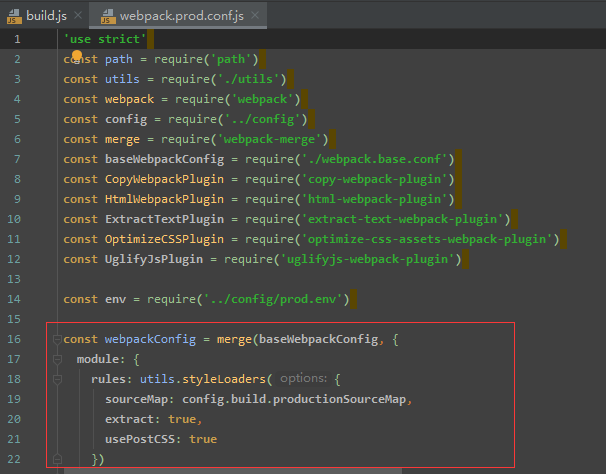 build.js webpack.prod.conf.js
1 'use strict'
2 const path = require('path')
3 const utils = require('./utils')
4 const webpack = require('webpack')
5 const config = require('../config')
6 const merge = require('webpack-merge')
7 const baseWebpackConfig = require('./webpack.base.conf')
8 const CopyWebpackPlugin = require('copy-webpack-plugin')
9 const HtmlWebpackPlugin = require('html-webpack-plugin')
10 const ExtractTextPlugin = require('extract-text-webpack-plugin')
11 const OptimizeCSSPlugin = require('optimize-css-assets-webpack-plugin')
12 const UglifyJsPlugin = require('uglifyjs-webpack-plugin')
13
14 const env = require('../config/prod.env')
15
16 const webpackConfig = merge(baseWebpackConfig, {
17 module: {
18 rules: utils.styleLoaders( options: {
19 sourceMap: config.build.productionSourceMap,
20 extract: true,
21 usePostCSS: true
22 })